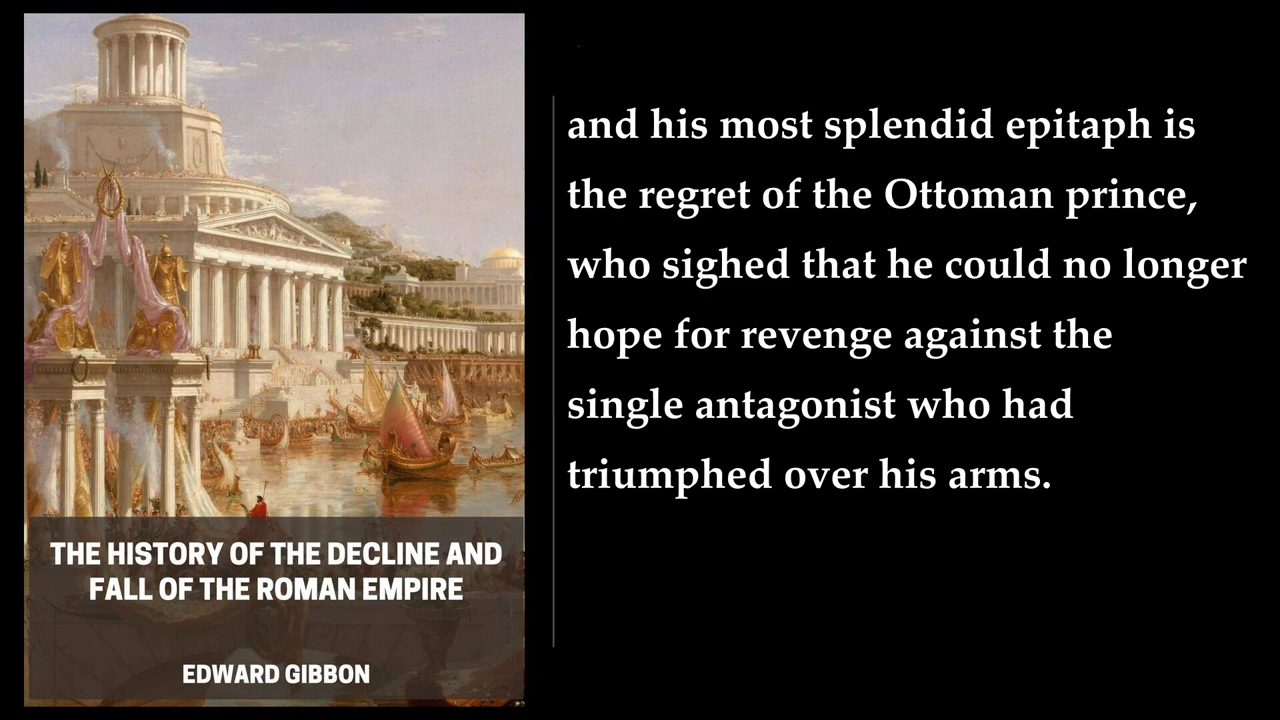 and his most splendid epitaph is
the regret of the Ottoman prince,
who sighed that he could no longer
hope for revenge against the
single antagonist who had
triumphed over his arms.
THE HISTORY OF THE DECLINE AND
FALL OF THE ROMAN EMPIRE
EDWARD GIBBON